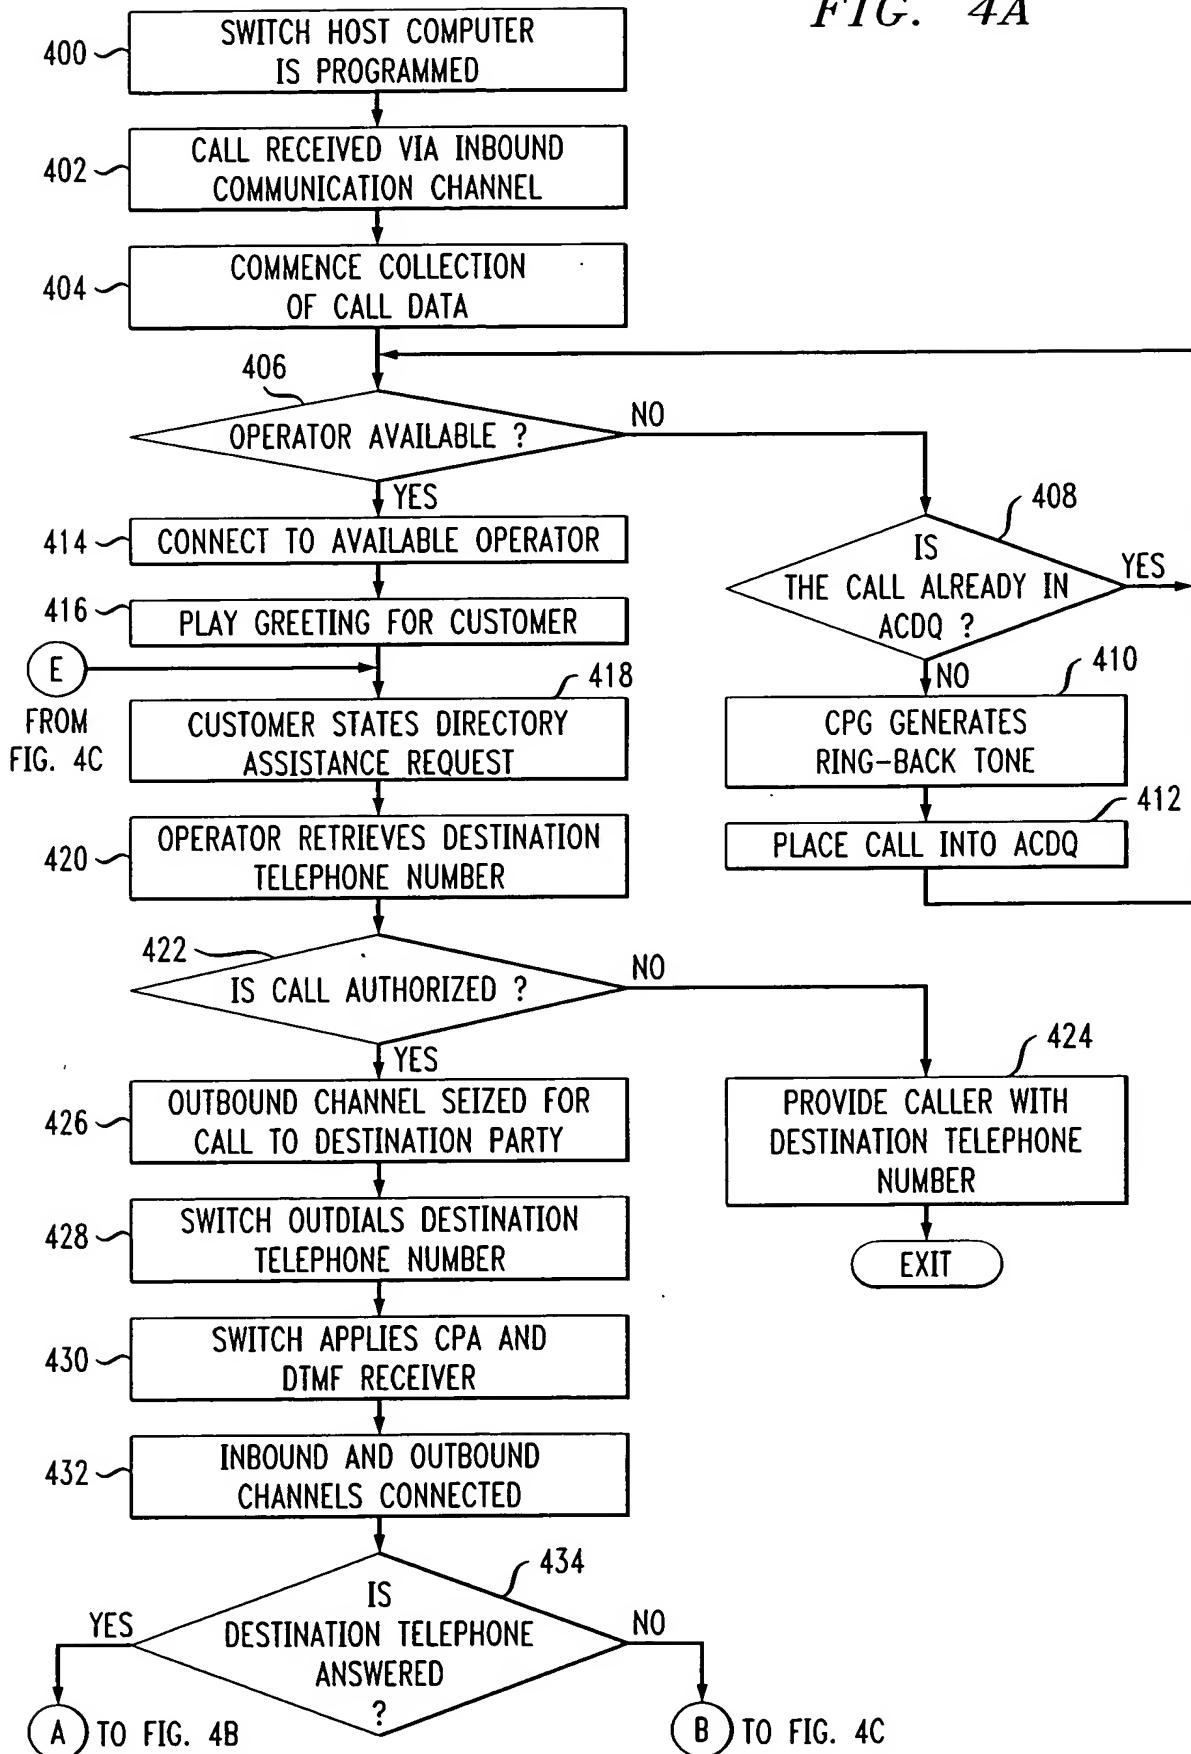 FIG. 4A
400
SWITCH HOST COMPUTER
IS PROGRAMMED
402
CALL RECEIVED VIA INBOUND
COMMUNICATION CHANNEL
404
COMMENCE COLLECTION
OF CALL DATA
406
OPERATOR AVAILABLE ?
NO
YES
408
IS
THE CALL ALREADY IN
ACDQ ?
YES
NO
410
CPG GENERATES
RING-BACK TONE
412
PLACE CALL INTO ACDQ
414
CONNECT TO AVAILABLE OPERATOR
416
PLAY GREETING FOR CUSTOMER
E
FROM
FIG. 4C
418
CUSTOMER STATES DIRECTORY
ASSISTANCE REQUEST
420
OPERATOR RETRIEVES DESTINATION
TELEPHONE NUMBER
422
IS CALL AUTHORIZED ?
NO
YES
424
PROVIDE CALLER WITH
DESTINATION TELEPHONE
NUMBER
EXIT
426
OUTBOUND CHANNEL SEIZED FOR
CALL TO DESTINATION PARTY
428
SWITCH OUTDIALS DESTINATION
TELEPHONE NUMBER
430
SWITCH APPLIES CPA AND
DTMF RECEIVER
432
INBOUND AND OUTBOUND
CHANNELS CONNECTED
434
IS
DESTINATION TELEPHONE
ANSWERED
?
YES
NO
A TO FIG. 4B
B TO FIG. 4C